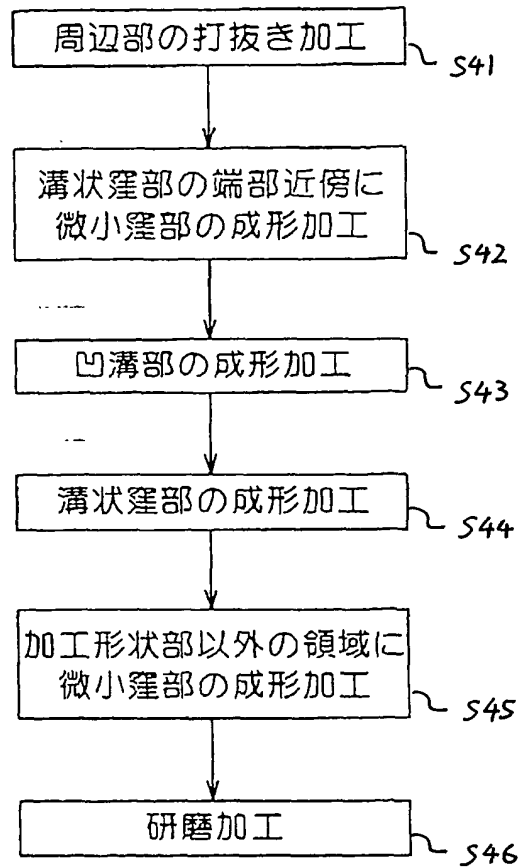 周辺部の打抜き加工
S41
溝状窪部の端部近傍に
微小窪部の成形加工
S42
凹溝部の成形加工
S43
溝状窪部の成形加工
S44
加工形状部以外の領域に
微小窪部の成形加工
S45
研磨加工
S46